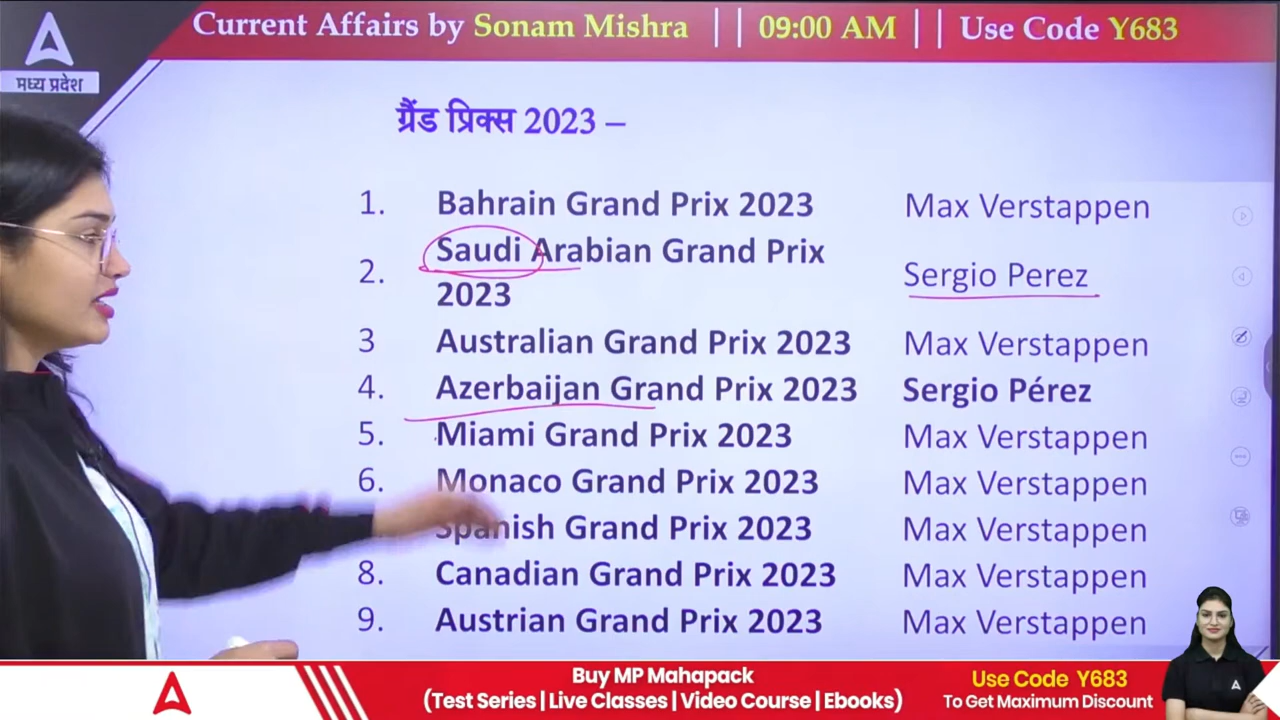 Current Affairs by Sonam Mishra || 09:00 AM || Use Code Y683
मध्य प्रदेश
ग्रैंड प्रिक्स 2023 –
1. Bahrain Grand Prix 2023 Max Verstappen
2. Saudi Arabian Grand Prix 2023 Sergio Perez
3 Australian Grand Prix 2023 Max Verstappen
4. Azerbaijan Grand Prix 2023 Sergio Pérez
5. Miami Grand Prix 2023 Max Verstappen
6. Monaco Grand Prix 2023 Max Verstappen
Spanish Grand Prix 2023 Max Verstappen
8. Canadian Grand Prix 2023 Max Verstappen
9. Austrian Grand Prix 2023 Max Verstappen
Buy MP Mahapack
(Test Series | Live Classes | Video Course | Ebooks)
Use Code Y683
To Get Maximum Discount